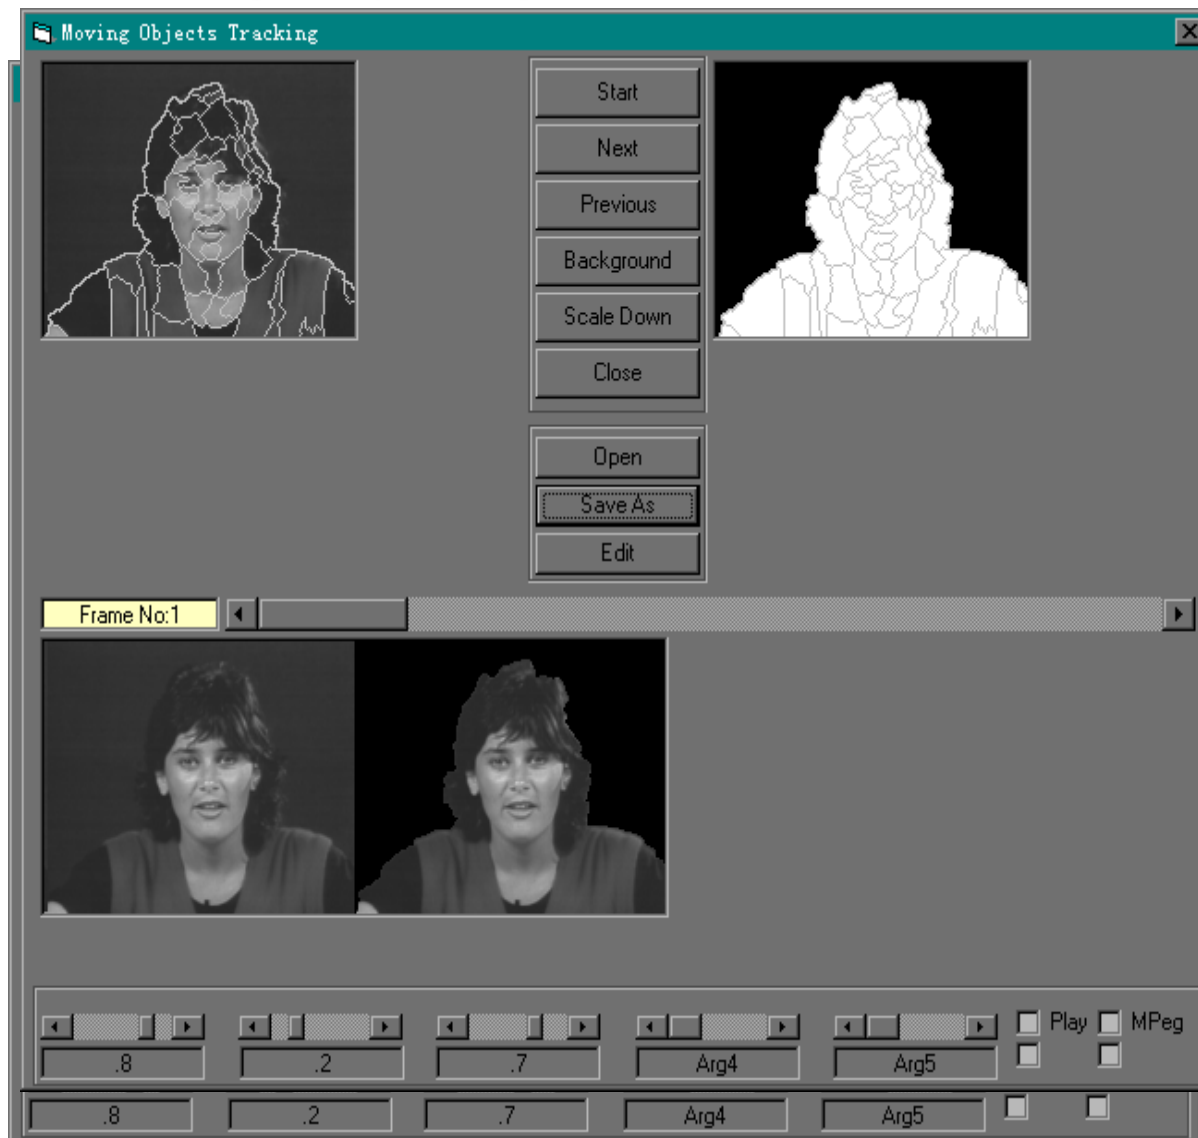 Moving Objects Tracking
Start
Next
Previous
Background
Scale Down
Close
Open
Save As
Edit
Frame No:1
Play MPeg
.8 .2 .7 Arg4 Arg5
.8 .2 .7 Arg4 Arg5